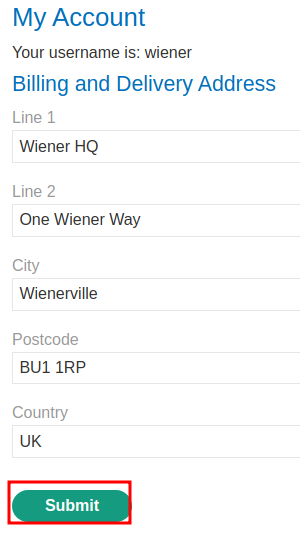 My Account
Your username is: wiener
Billing and Delivery Address
Line 1
Wiener HQ
Line 2
One Wiener Way
City
Wienerville
Postcode
BU1 1RP
Country
UK
Submit